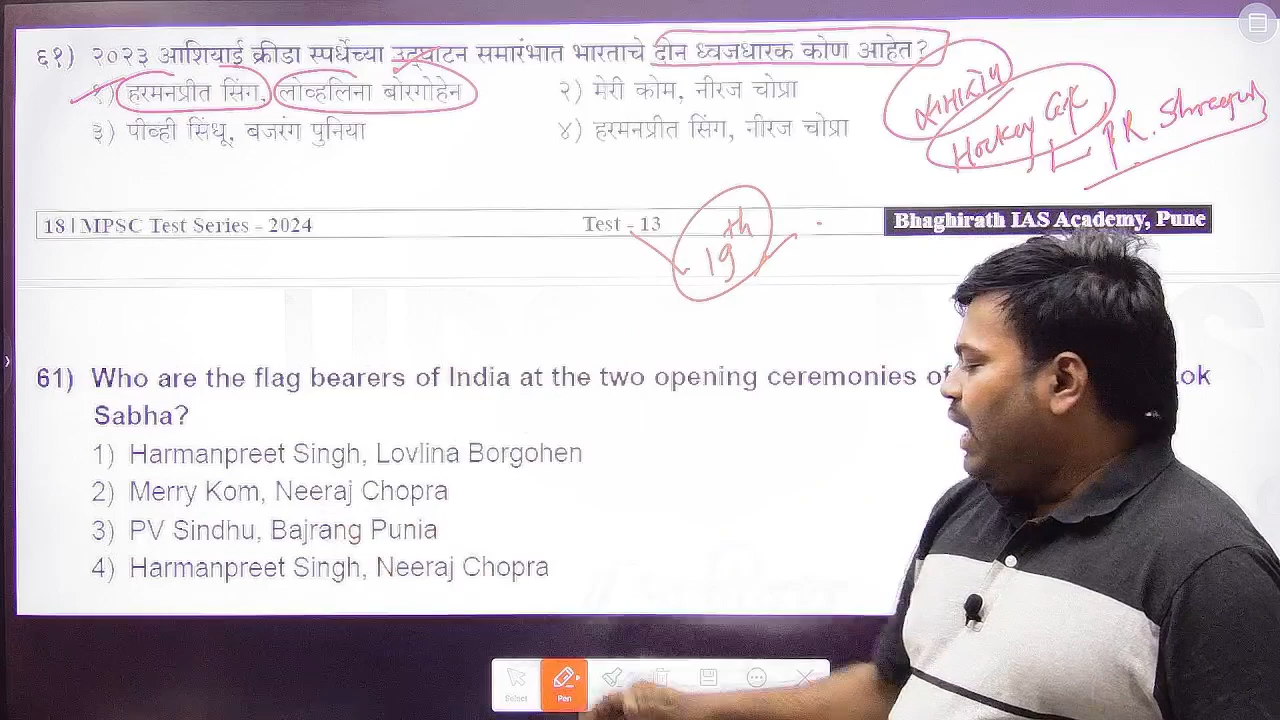 ६१) २०२३ आशियाई क्रीडा स्पर्धेच्या उद्घाटन समारंभात भारताचे दोन ध्वजधारक कोण आहेत?
१) हरमनप्रीत सिंग, लोव्हलिना बोरगोहेन
२) मेरी कोम, नीरज चोप्रा
३) पीव्ही सिंधू, बजरंग पुनिया
४) हरमनप्रीत सिंग, नीरज चोप्रा
समारोप
Hockey
PR. Shreejesh
18 | MPSC Test Series - 2024
Test - 13
Bhaghirath IAS Academy, Pune
19th
61) Who are the flag bearers of India at the two opening ceremonies of
Sabha?
1) Harmanpreet Singh, Lovlina Borgohen
2) Merry Kom, Neeraj Chopra
3) PV Sindhu, Bajrang Punia
4) Harmanpreet Singh, Neeraj Chopra
Select
Pen